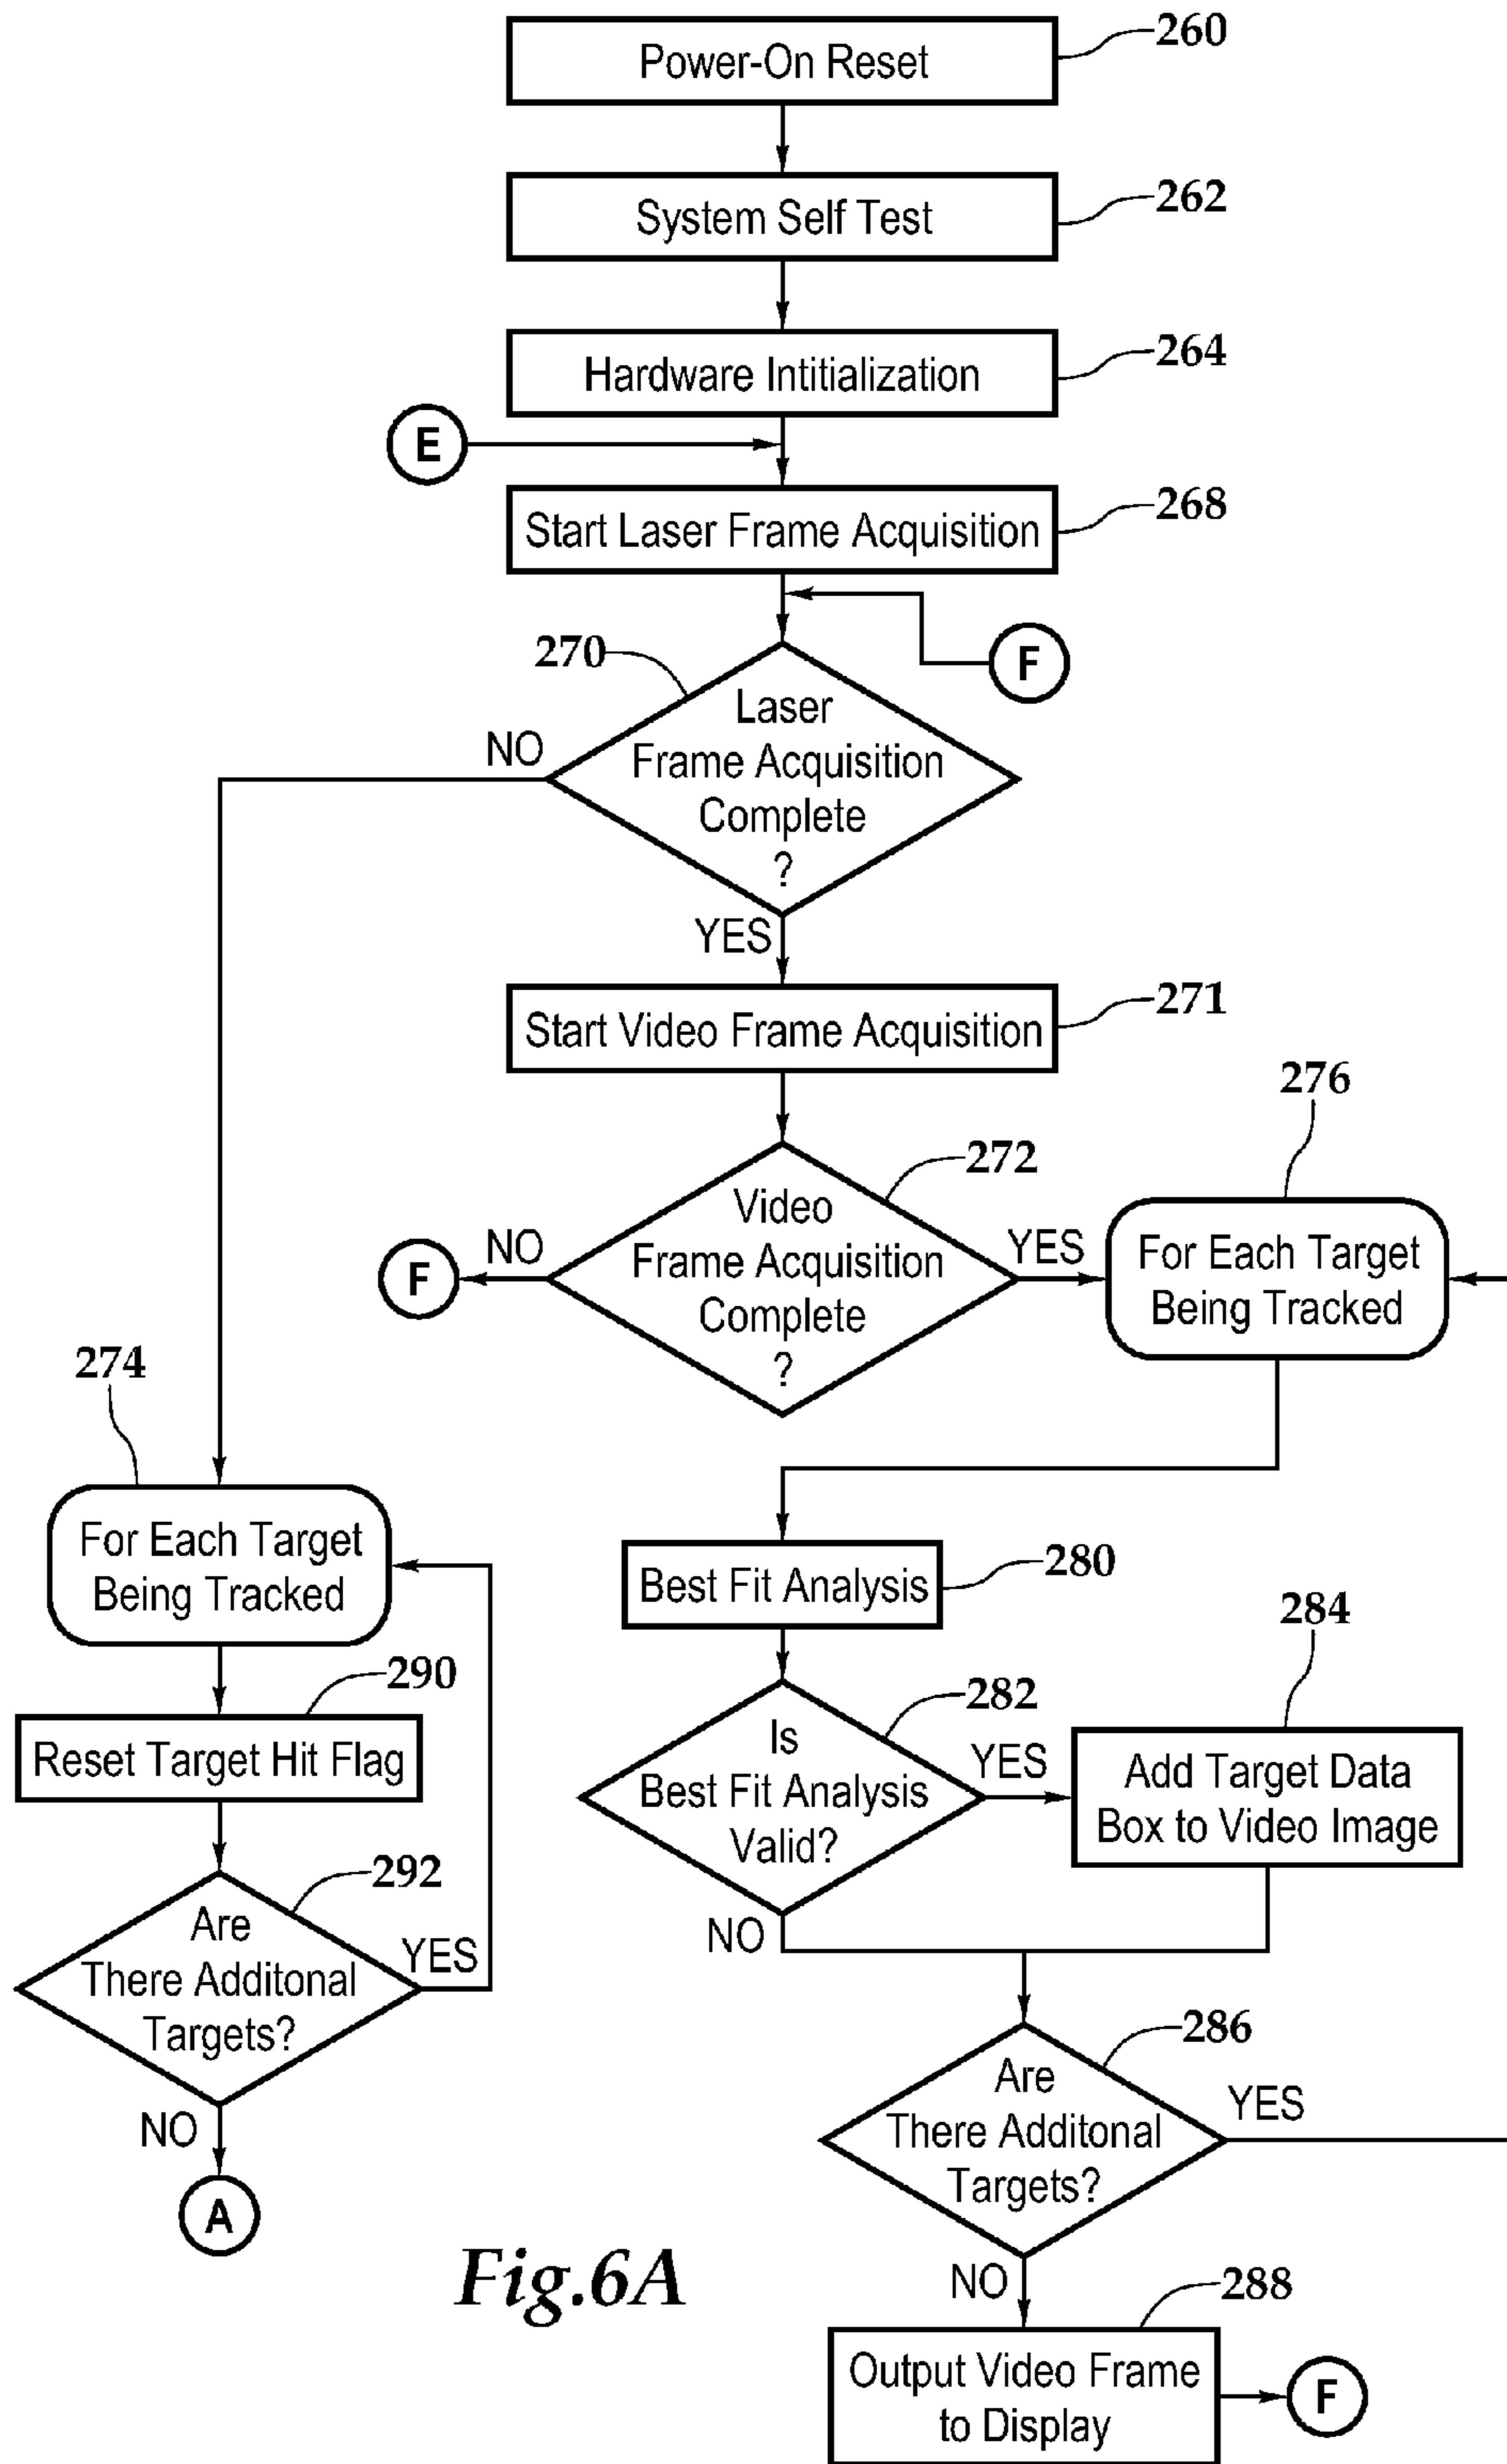 260
Power-On Reset
262
System Self Test
264
Hardware Intitialization
E
268
Start Laser Frame Acquisition
F
270
Laser
Frame Acquisition
Complete
?
NO
YES
271
Start Video Frame Acquisition
276
272
Video
Frame Acquisition
Complete
?
NO
F
YES
For Each Target
Being Tracked
274
For Each Target
Being Tracked
280
Best Fit Analysis
284
290
Reset Target Hit Flag
282
Is
Best Fit Analysis
Valid?
YES
Add Target Data
Box to Video Image
NO
292
Are
There Additonal
Targets?
YES
NO
A
286
Are
There Additonal
Targets?
YES
NO
288
Output Video Frame
to Display
F
Fig.6A